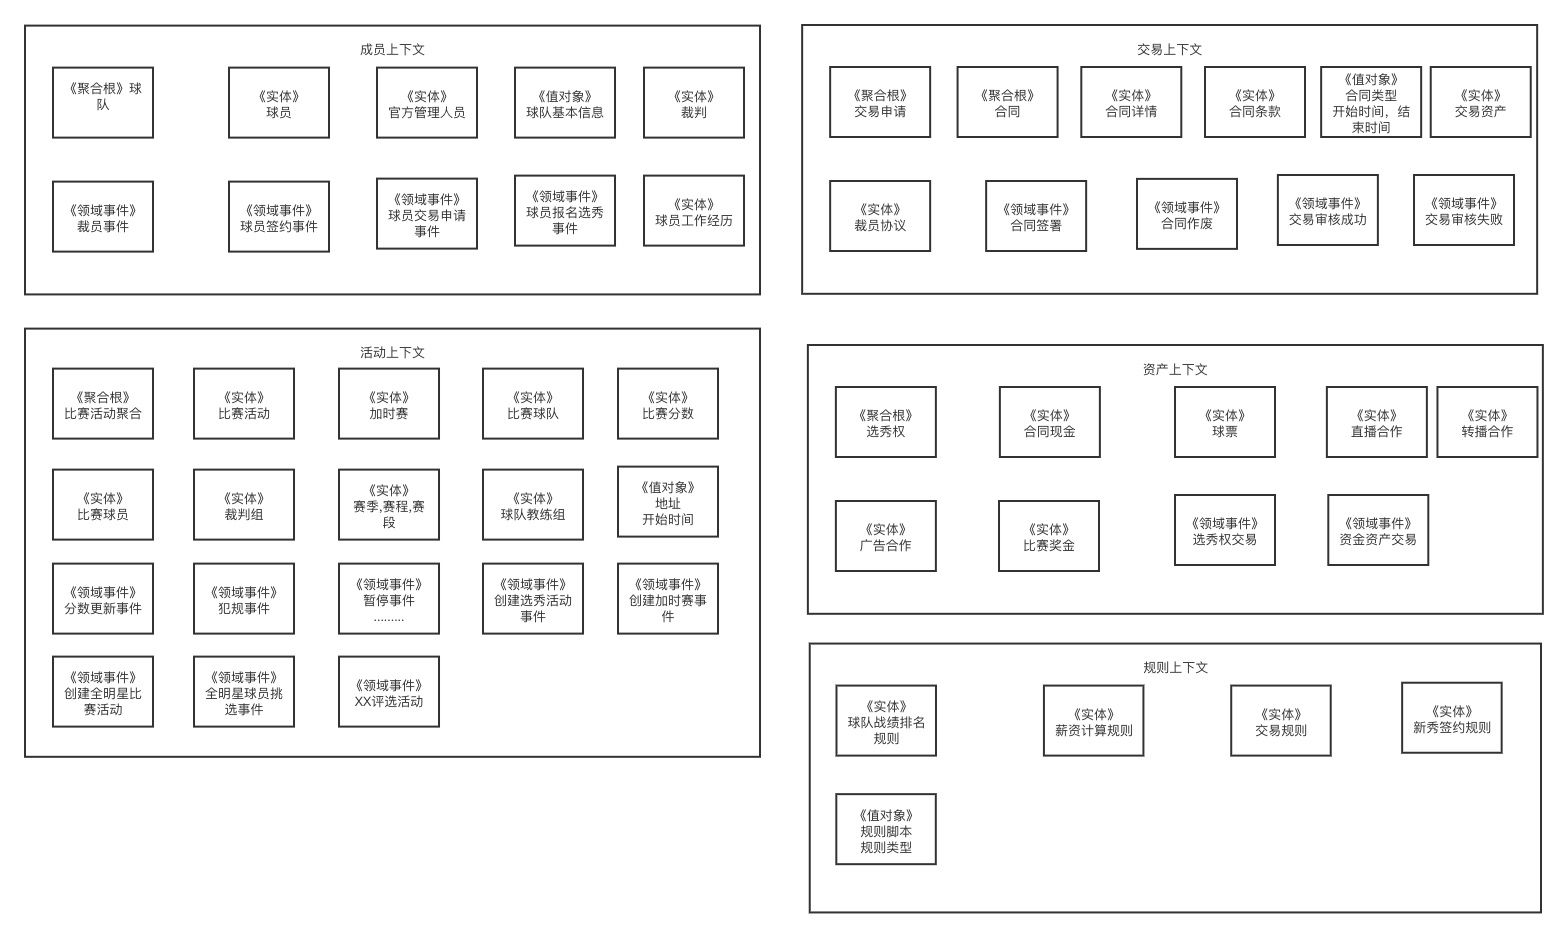 成员上下文
《聚合根》球
队
《实体》
球员
《实体》
官方管理人员
《值对象》
球队基本信息
《实体》
裁判
《领域事件》
裁员事件
《领域事件》
球员签约事件
《领域事件》
球员交易申请
事件
《领域事件》
球员报名选秀
事件
《实体》
球员工作经历
交易上下文
《聚合根》
交易申请
《聚合根》
合同
《实体》
合同详情
《实体》
合同条款
《值对象》
合同类型
开始时间，结
束时间
《实体》
交易资产
《实体》
裁员协议
《领域事件》
合同签署
《领域事件》
合同作废
《领域事件》
交易审核成功
《领域事件》
交易审核失败
活动上下文
《聚合根》
比赛活动聚合
《实体》
比赛活动
《实体》
加时赛
《实体》
比赛球队
《实体》
比赛分数
《实体》
比赛球员
《实体》
裁判组
《实体》
赛季,赛程,赛
段
《实体》
球队教练组
《值对象》
地址
开始时间
《领域事件》
分数更新事件
《领域事件》
犯规事件
《领域事件》
暂停事件
.........
《领域事件》
创建选秀活动
事件
《领域事件》
创建加时赛事
件
《领域事件》
创建全明星比
赛活动
《领域事件》
全明星球员挑
选事件
《领域事件》
XX评选活动
资产上下文
《聚合根》
选秀权
《实体》
合同现金
《实体》
球票
《实体》
直播合作
《实体》
转播合作
《实体》
广告合作
《实体》
比赛奖金
《领域事件》
选秀权交易
《领域事件》
资金资产交易
规则上下文
《实体》
球队战绩排名
规则
《实体》
薪资计算规则
《实体》
交易规则
《实体》
新秀签约规则
《值对象》
规则脚本
规则类型